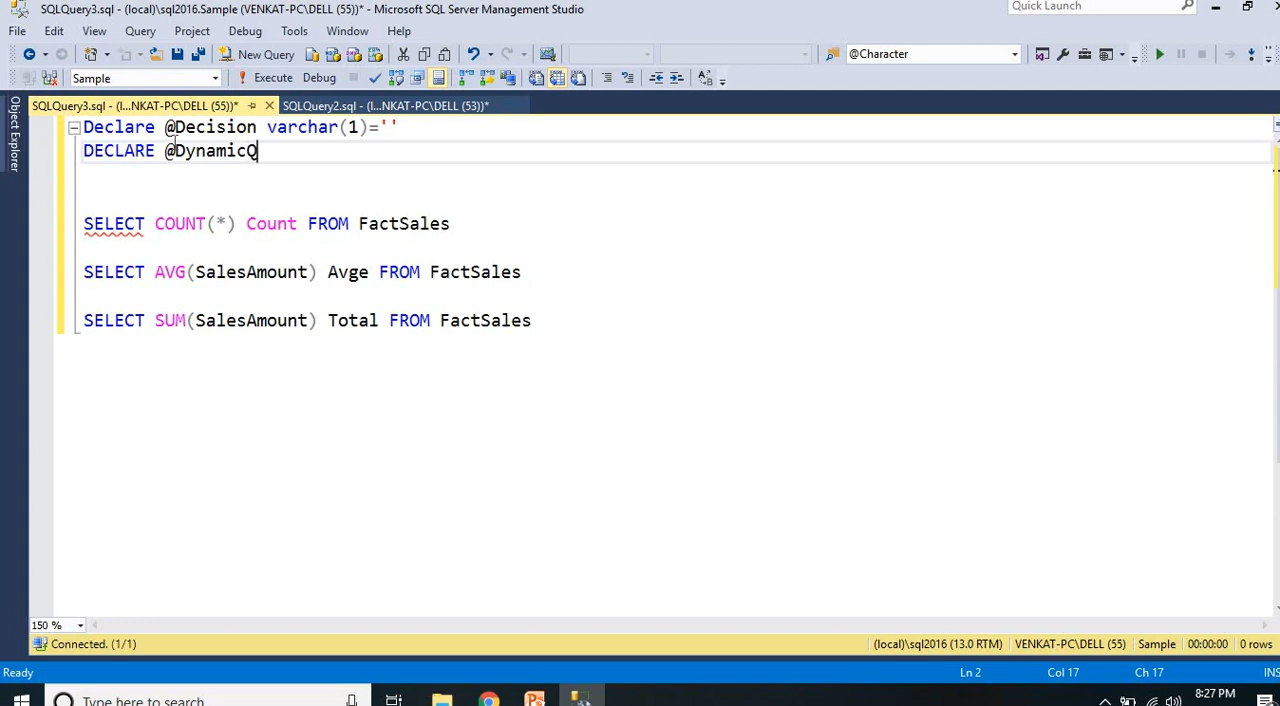 SQLQuery3.sql - (local)\sql2016.Sample (VENKAT-PC\DELL (55))* - Microsoft SQL Server Management Studio
Quick Launch
File Edit View Query Project Debug Tools Window Help
New Query
@Character
Sample
Execute Debug
SQLQuery3.sql - (l...NKAT-PC\DELL (55))*
SQLQuery2.sql - (l...NKAT-PC\DELL (53))*
Object Explorer
Declare @Decision varchar(1)=''
DECLARE @DynamicQ
SELECT COUNT(*) Count FROM FactSales
SELECT AVG(SalesAmount) Avge FROM FactSales
SELECT SUM(SalesAmount) Total FROM FactSales
150 %
Connected. (1/1)
(local)\sql2016 (13.0 RTM) VENKAT-PC\DELL (55) Sample 00:00:00 0 rows
Ready
Ln 2 Col 17 Ch 17 INS
Type here to search
8:27 PM